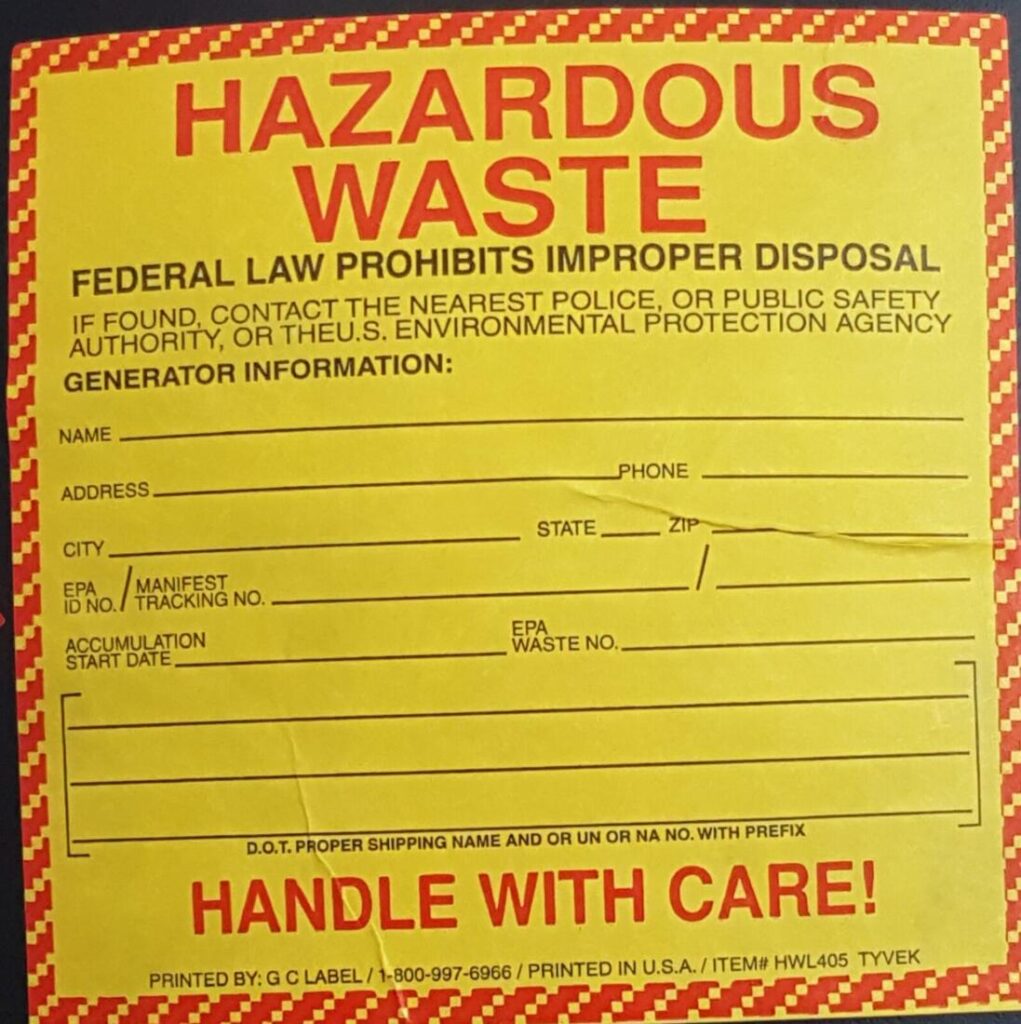 HAZARDOUS
WASTE
FEDERAL LAW PROHIBITS IMPROPER DISPOSAL
IF FOUND, CONTACT THE NEAREST POLICE, OR PUBLIC SAFETY
AUTHORITY, OR THEU.S. ENVIRONMENTAL PROTECTION AGENCY
GENERATOR INFORMATION:
NAME
ADDRESS PHONE
CITY STATE ZIP
EPA / MANIFEST /
ID NO. TRACKING NO.
ACCUMULATION EPA
START DATE WASTE NO.
D.O.T. PROPER SHIPPING NAME AND OR UN OR NA NO. WITH PREFIX
HANDLE WITH CARE!
PRINTED BY: G C LABEL / 1-800-997-6966 / PRINTED IN U.S.A. / ITEM# HWL405 TYVEK